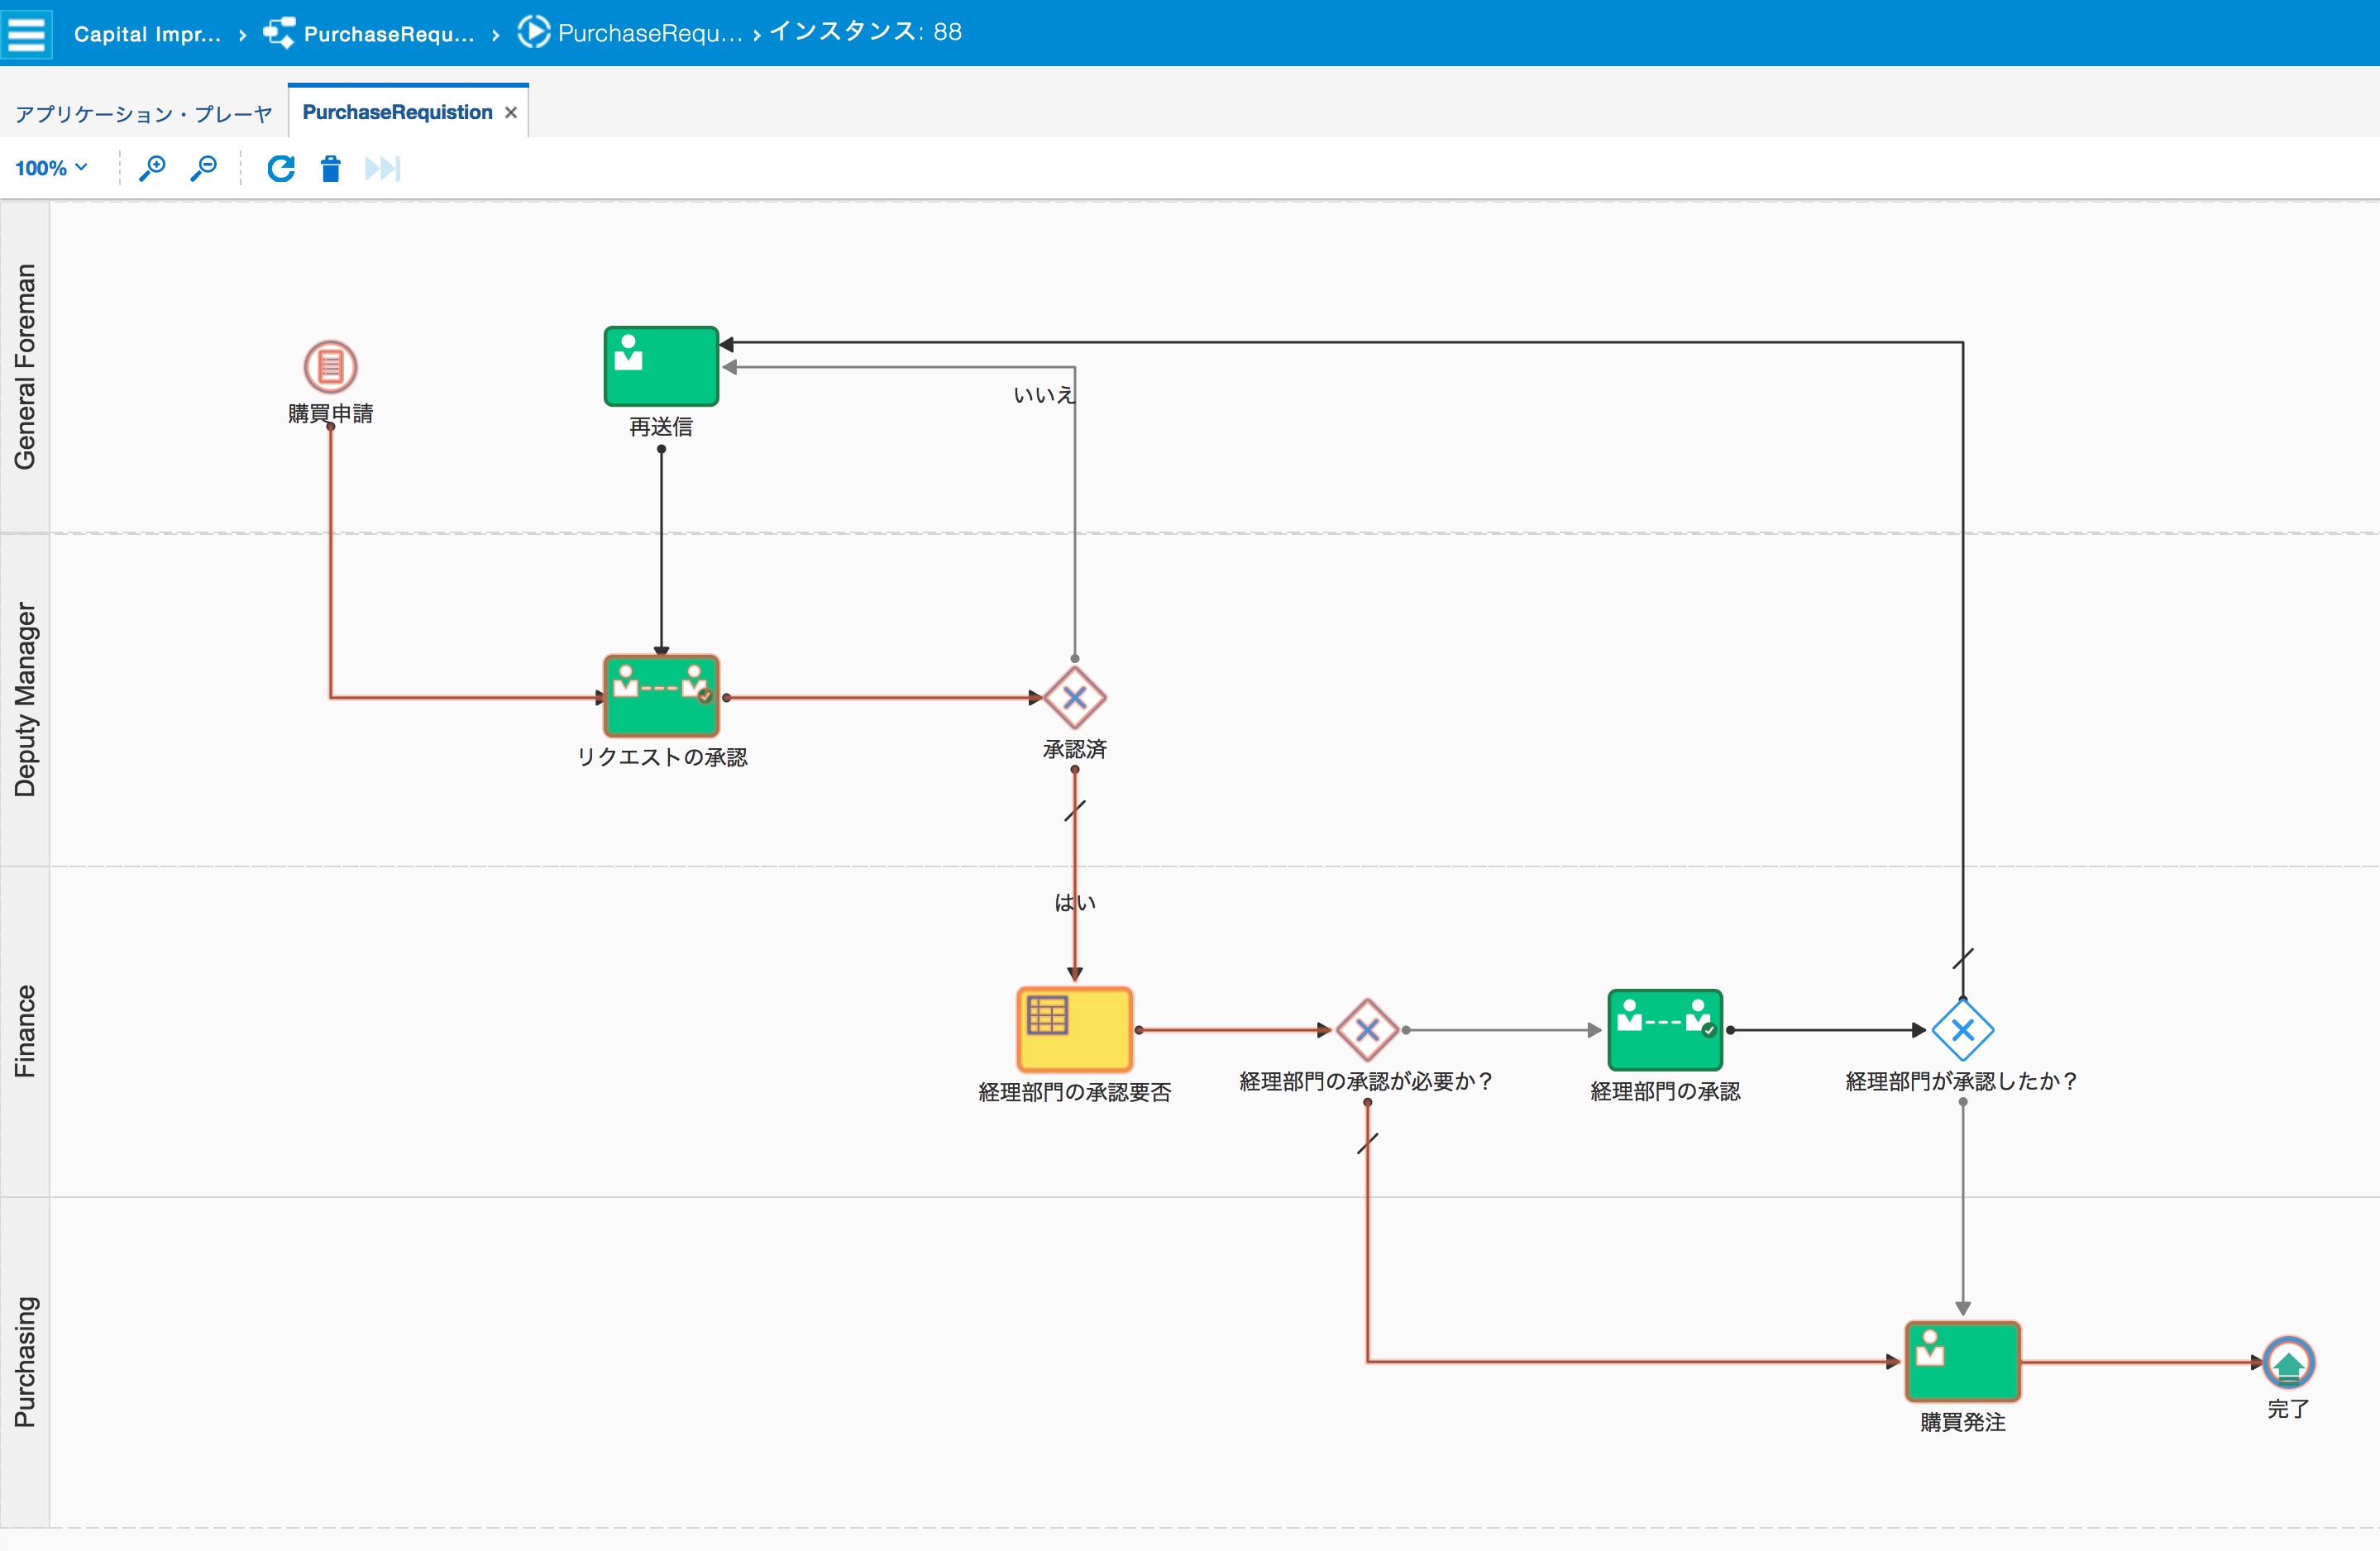 Capital Impr... › PurchaseRequ... › PurchaseRequ... › インスタンス: 88
アプリケーション・プレーヤ PurchaseRequistion ×
100%
General Foreman
購買申請
再送信
いいえ
Deputy Manager
リクエストの承認
承認済
はい
Finance
経理部門の承認要否
経理部門の承認が必要か？
経理部門の承認
経理部門が承認したか？
Purchasing
購買発注
完了